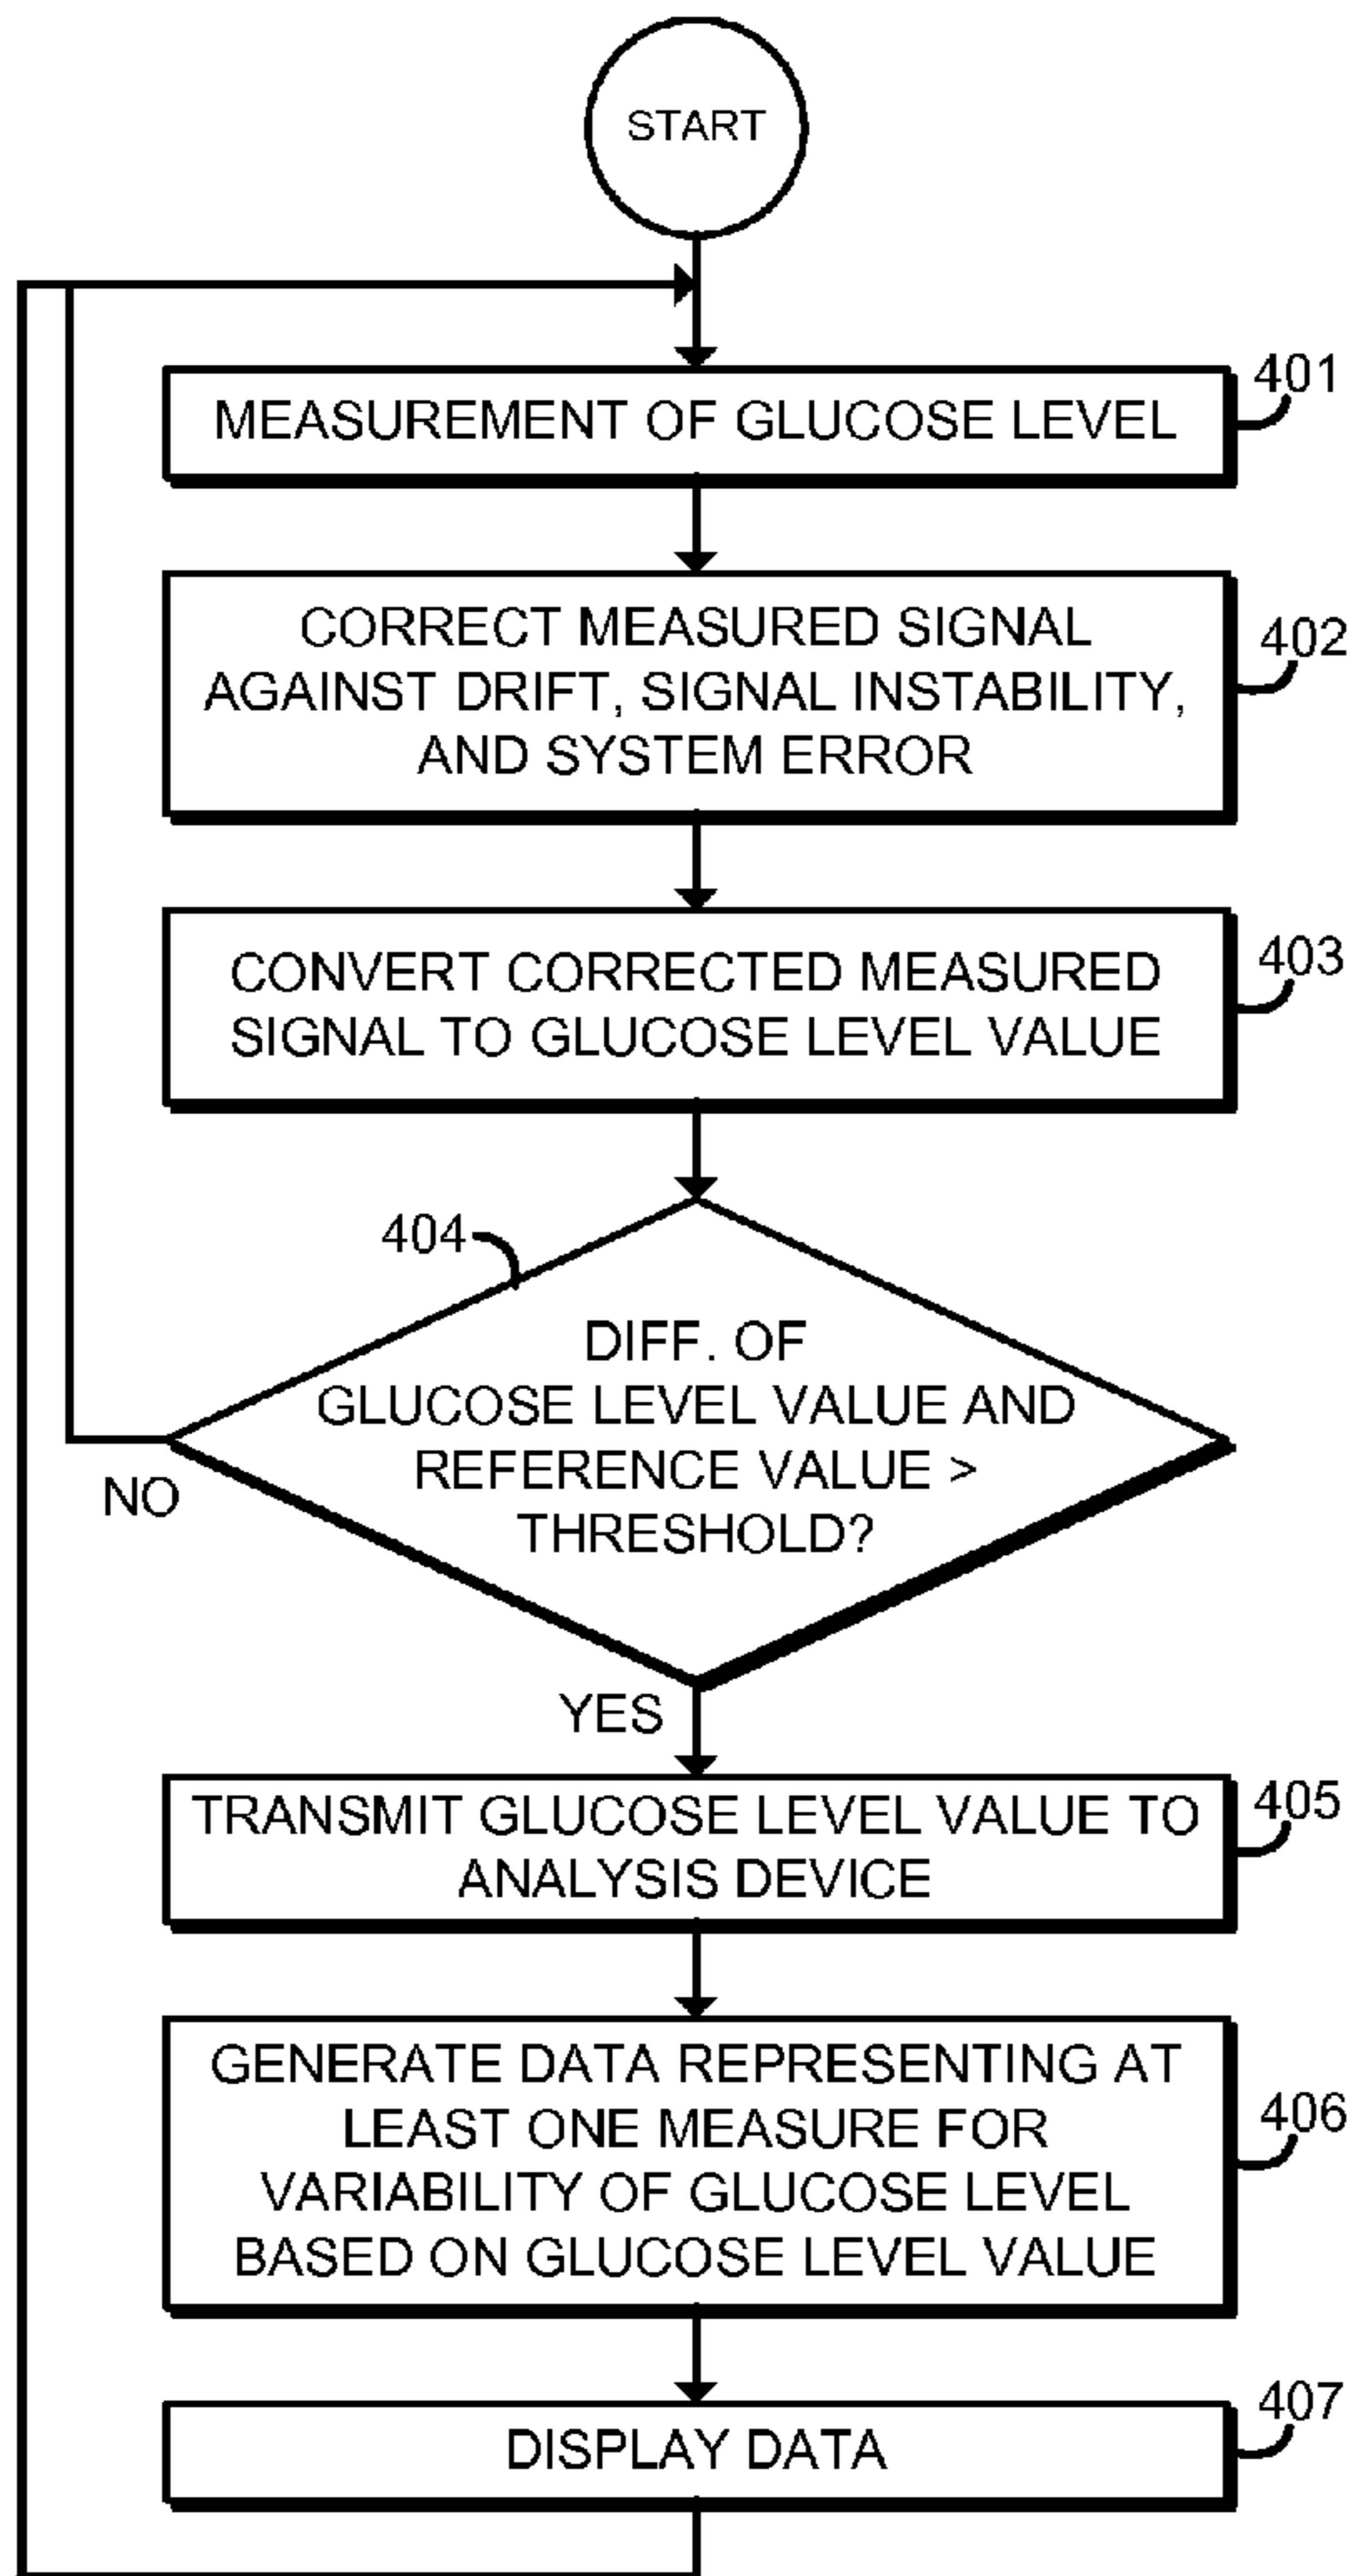 START
MEASUREMENT OF GLUCOSE LEVEL
401
CORRECT MEASURED SIGNAL
AGAINST DRIFT, SIGNAL INSTABILITY,
AND SYSTEM ERROR
402
CONVERT CORRECTED MEASURED
SIGNAL TO GLUCOSE LEVEL VALUE
403
404
DIFF. OF
GLUCOSE LEVEL VALUE AND
REFERENCE VALUE >
THRESHOLD?
NO
YES
TRANSMIT GLUCOSE LEVEL VALUE TO
ANALYSIS DEVICE
405
GENERATE DATA REPRESENTING AT
LEAST ONE MEASURE FOR
VARIABILITY OF GLUCOSE LEVEL
BASED ON GLUCOSE LEVEL VALUE
406
DISPLAY DATA
407